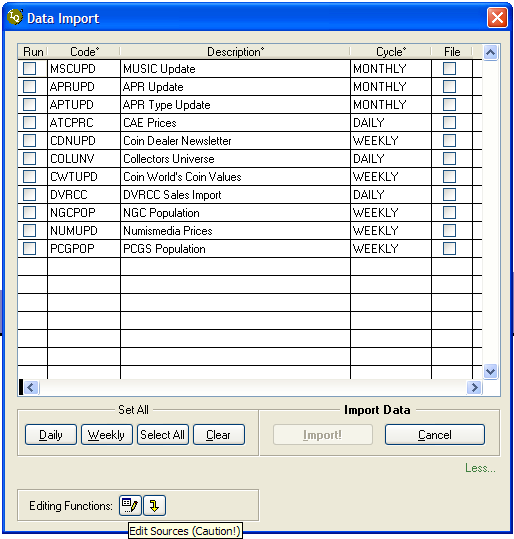 Data Import
Run Code* Description* Cycle* File
MSCUPD MUSIC Update MONTHLY
APRUPD APR Update MONTHLY
APTUPD APR Type Update MONTHLY
ATCPRC CAE Prices DAILY
CDNUPD Coin Dealer Newsletter WEEKLY
COLUNV Collectors Universe DAILY
CWTUPD Coin World's Coin Values WEEKLY
DVRCC DVRCC Sales Import DAILY
NGCPOP NGC Population WEEKLY
NUMUPD Numismedia Prices WEEKLY
PCGPOP PCGS Population WEEKLY
Set All Import Data
Daily Weekly Select All Clear Import! Cancel
Less...
Editing Functions:
Edit Sources (Caution!)